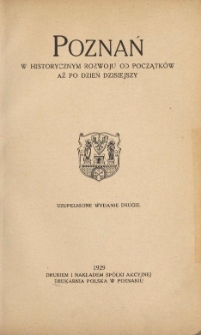 POZNAŃ
W HISTORYCZNYM ROZWOJU OD POCZĄTKÓW
AŻ PO DZIEŃ DZISIEJSZY
UZUPEŁNIONE WYDANIE DRUGIE.
1929
DRUKIEM I NAKŁADEM SPÓŁKI AKCYJNEJ
DRUKARNIA POLSKA W POZNANIU